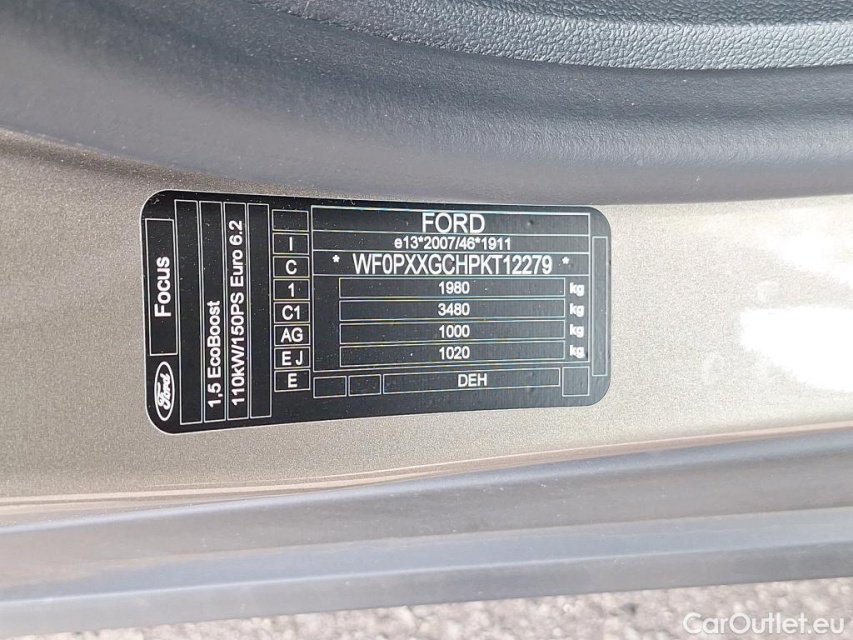 Focus
Ford
1,5 EcoBoost
110kW/150PS Euro 6.2
I
C
1
C1
AG
EJ
E
FORD
e13*2007/46*1911
* WF0PXXGCHPKT12279 *
1980 kg
3480 kg
1000 kg
1020 kg
DEH
CarOutlet.eu